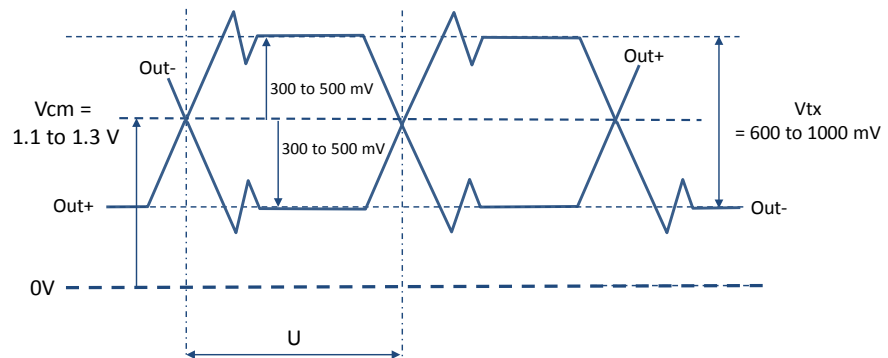 Out-
Out+
300 to 500 mV
Vcm =
1.1 to 1.3 V
Vtx
= 600 to 1000 mV
300 to 500 mV
Out+
Out-
0V
U